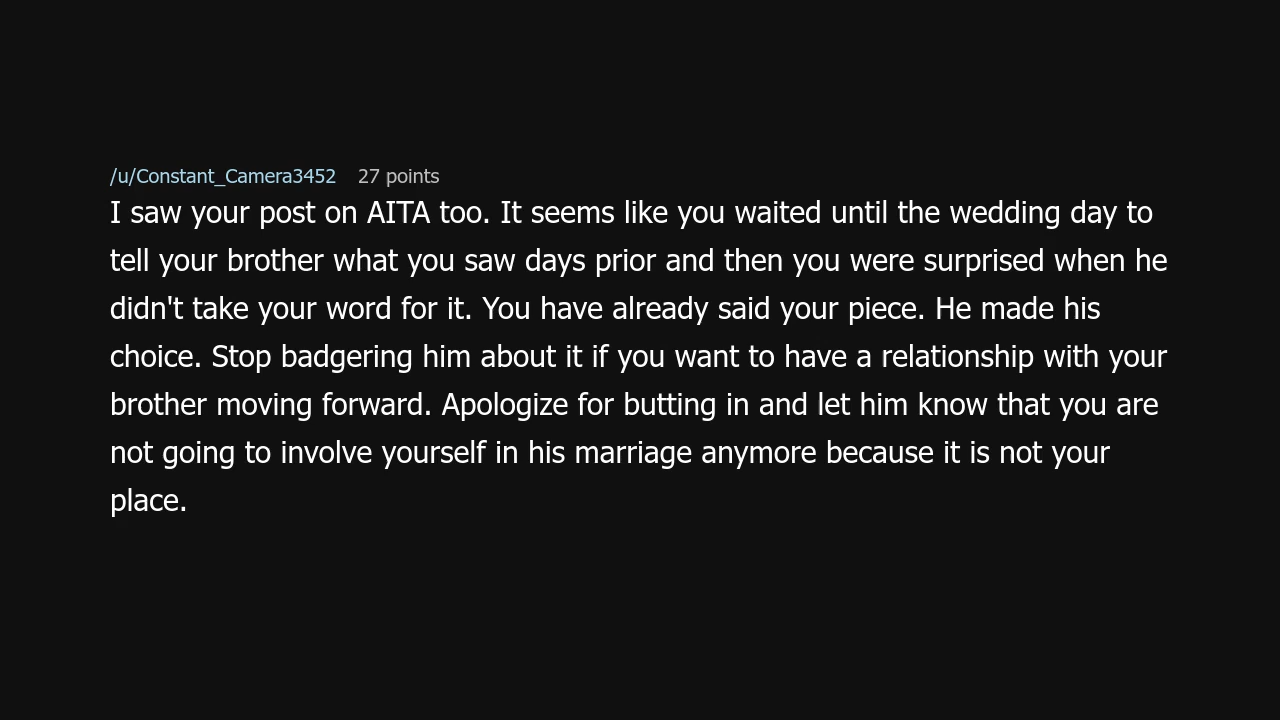 /u/Constant_Camera3452 27 points
I saw your post on AITA too. It seems like you waited until the wedding day to
tell your brother what you saw days prior and then you were surprised when he
didn't take your word for it. You have already said your piece. He made his
choice. Stop badgering him about it if you want to have a relationship with your
brother moving forward. Apologize for butting in and let him know that you are
not going to involve yourself in his marriage anymore because it is not your
place.